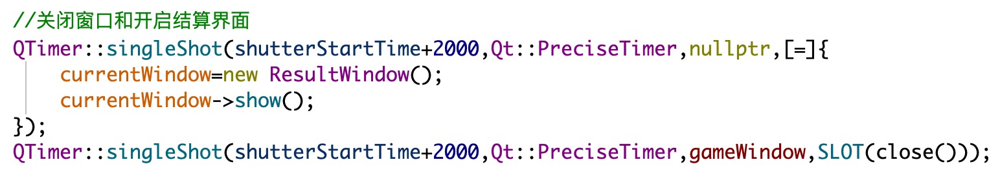 //关闭窗口和开启结算界面
QTimer::singleShot(shutterStartTime+2000,Qt::PreciseTimer,nullptr,[=]{
    currentWindow=new ResultWindow();
    currentWindow->show();
});
QTimer::singleShot(shutterStartTime+2000,Qt::PreciseTimer,gameWindow,SLOT(close()));